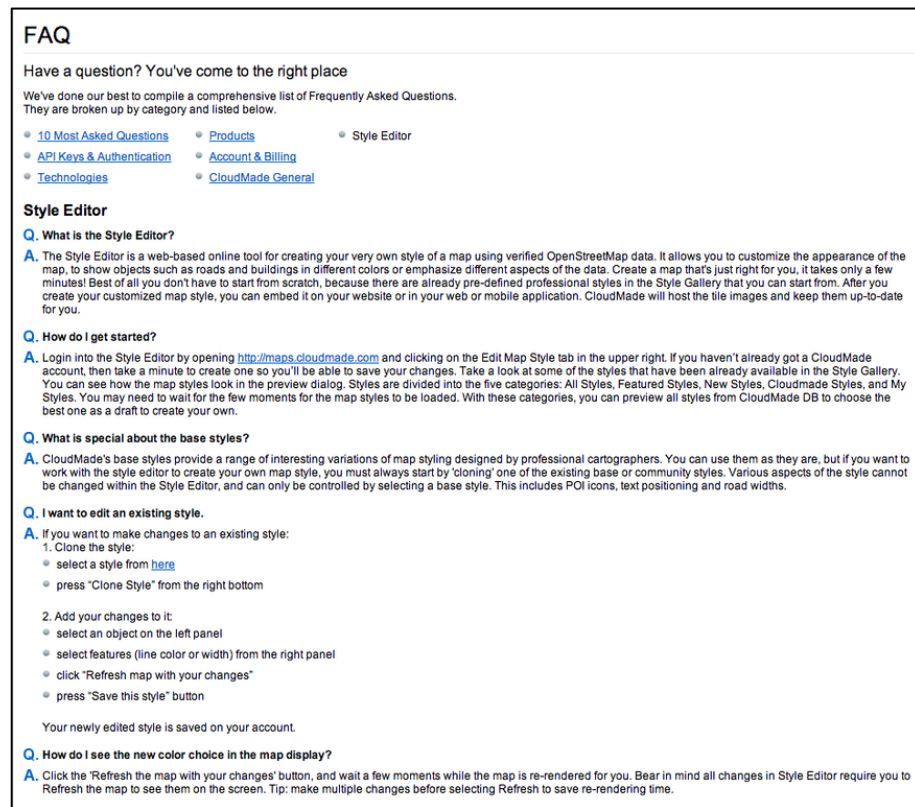 FAQ
Have a question? You've come to the right place
We've done our best to compile a comprehensive list of Frequently Asked Questions.
They are broken up by category and listed below.
10 Most Asked Questions
Products
Style Editor
API Keys & Authentication
Account & Billing
Technologies
CloudMade General
Style Editor
Q. What is the Style Editor?
A. The Style Editor is a web-based online tool for creating your very own style of a map using verified OpenStreetMap data. It allows you to customize the appearance of the
map, to show objects such as roads and buildings in different colors or emphasize different aspects of the data. Create a map that's just right for you, it takes only a few
minutes! Best of all you don't have to start from scratch, because there are already pre-defined professional styles in the Style Gallery that you can start from. After you
create your customized map style, you can embed it on your website or in your web or mobile application. CloudMade will host the tile images and keep them up-to-date
for you.
Q. How do I get started?
A. Login into the Style Editor by opening http://maps.cloudmade.com and clicking on the Edit Map Style tab in the upper right. If you haven't already got a CloudMade
account, then take a minute to create one so you'll be able to save your changes. Take a look at some of the styles that have been already available in the Style Gallery.
You can see how the map styles look in the preview dialog. Styles are divided into the five categories: All Styles, Featured Styles, New Styles, Cloudmade Styles, and My
Styles. You may need to wait for the few moments for the map styles to be loaded. With these categories, you can preview all styles from CloudMade DB to choose the
best one as a draft to create your own.
Q. What is special about the base styles?
A. CloudMade's base styles provide a range of interesting variations of map styling designed by professional cartographers. You can use them as they are, but if you want to
work with the style editor to create your own map style, you must always start by 'cloning' one of the existing base or community styles. Various aspects of the style cannot
be changed within the Style Editor, and can only be controlled by selecting a base style. This includes POI icons, text positioning and road widths.
Q. I want to edit an existing style.
A. If you want to make changes to an existing style:
1. Clone the style:
select a style from here
press "Clone Style" from the right bottom
2. Add your changes to it:
select an object on the left panel
select features (line color or width) from the right panel
click "Refresh map with your changes"
press "Save this style" button
Your newly edited style is saved on your account.
Q. How do I see the new color choice in the map display?
A. Click the 'Refresh the map with your changes' button, and wait a few moments while the map is re-rendered for you. Bear in mind all changes in Style Editor require you to
Refresh the map to see them on the screen. Tip: make multiple changes before selecting Refresh to save re-rendering time.